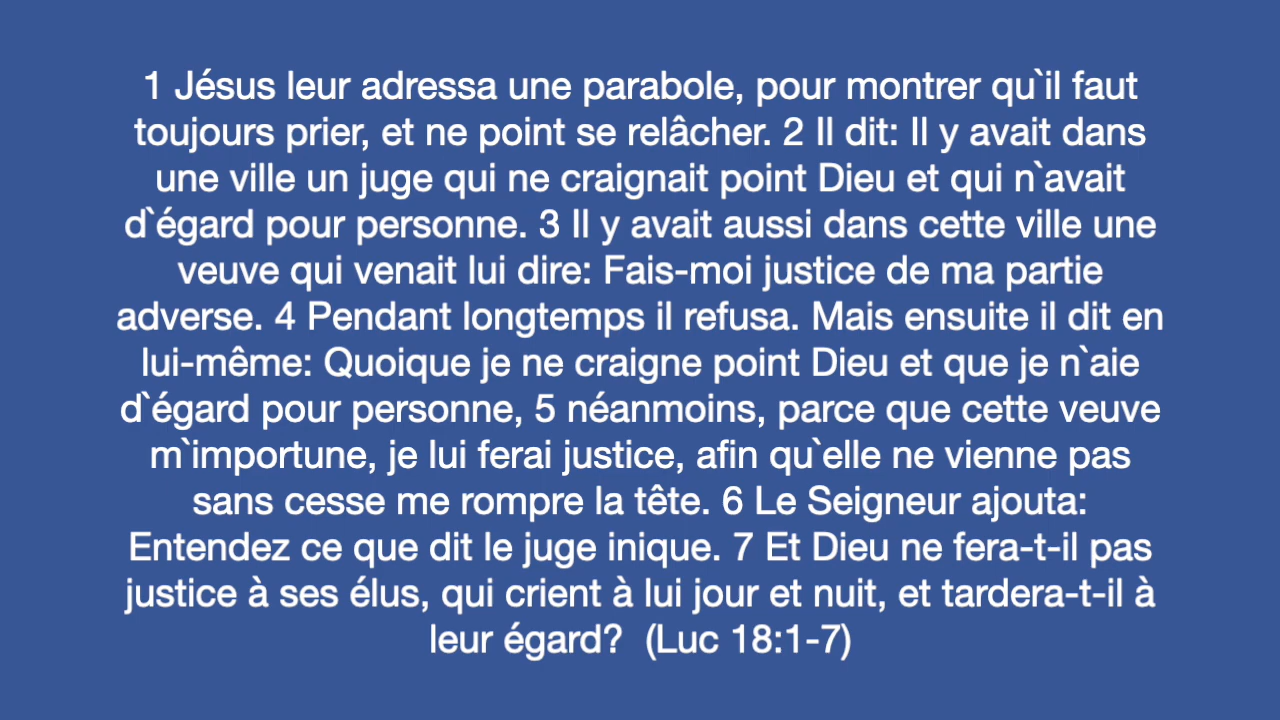 1 Jésus leur adressa une parabole, pour montrer qu`il faut
toujours prier, et ne point se relâcher. 2 Il dit: Il y avait dans
une ville un juge qui ne craignait point Dieu et qui n`avait
d`égard pour personne. 3 Il y avait aussi dans cette ville une
veuve qui venait lui dire: Fais-moi justice de ma partie
adverse. 4 Pendant longtemps il refusa. Mais ensuite il dit en
lui-même: Quoique je ne craigne point Dieu et que je n`aie
d`égard pour personne, 5 néanmoins, parce que cette veuve
m`importune, je lui ferai justice, afin qu`elle ne vienne pas
sans cesse me rompre la tête. 6 Le Seigneur ajouta:
Entendez ce que dit le juge inique. 7 Et Dieu ne fera-t-il pas
justice à ses élus, qui crient à lui jour et nuit, et tardera-t-il à
leur égard?  (Luc 18:1-7)